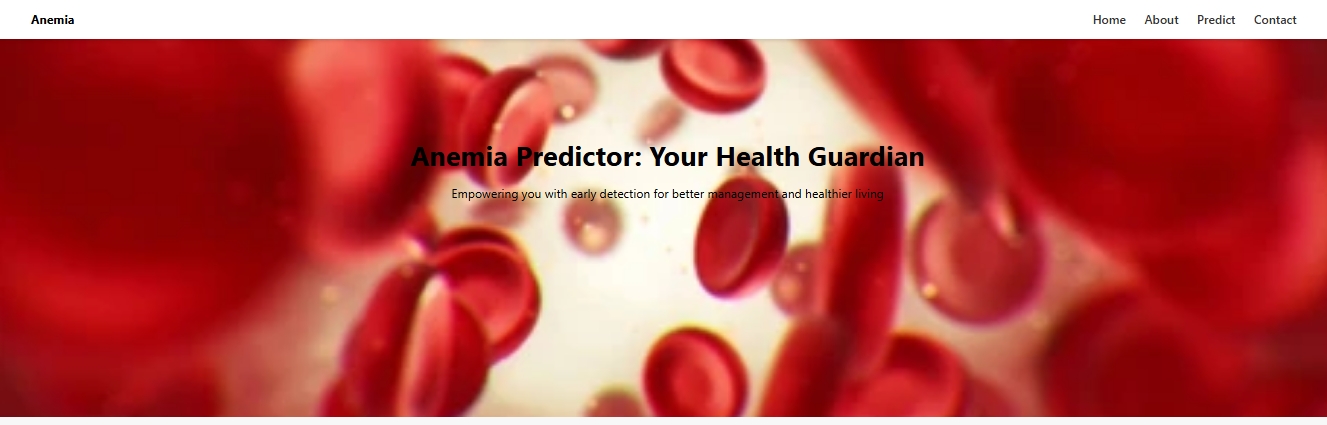 Anemia
Home About Predict Contact
Anemia Predictor: Your Health Guardian
Empowering you with early detection for better management and healthier living